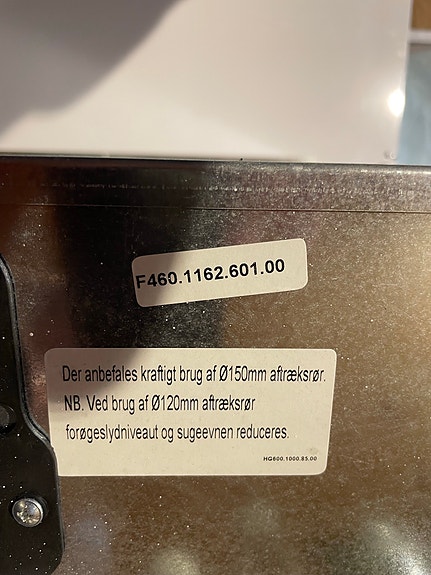 F460.1162.601.00
Der anbefales kraftigt brug af Ø150mm aftræksrør.
NB. Ved brug af Ø120mm aftræksrør
forøgeslydniveaut og sugeevnen reduceres.
HG600.1000.85.00